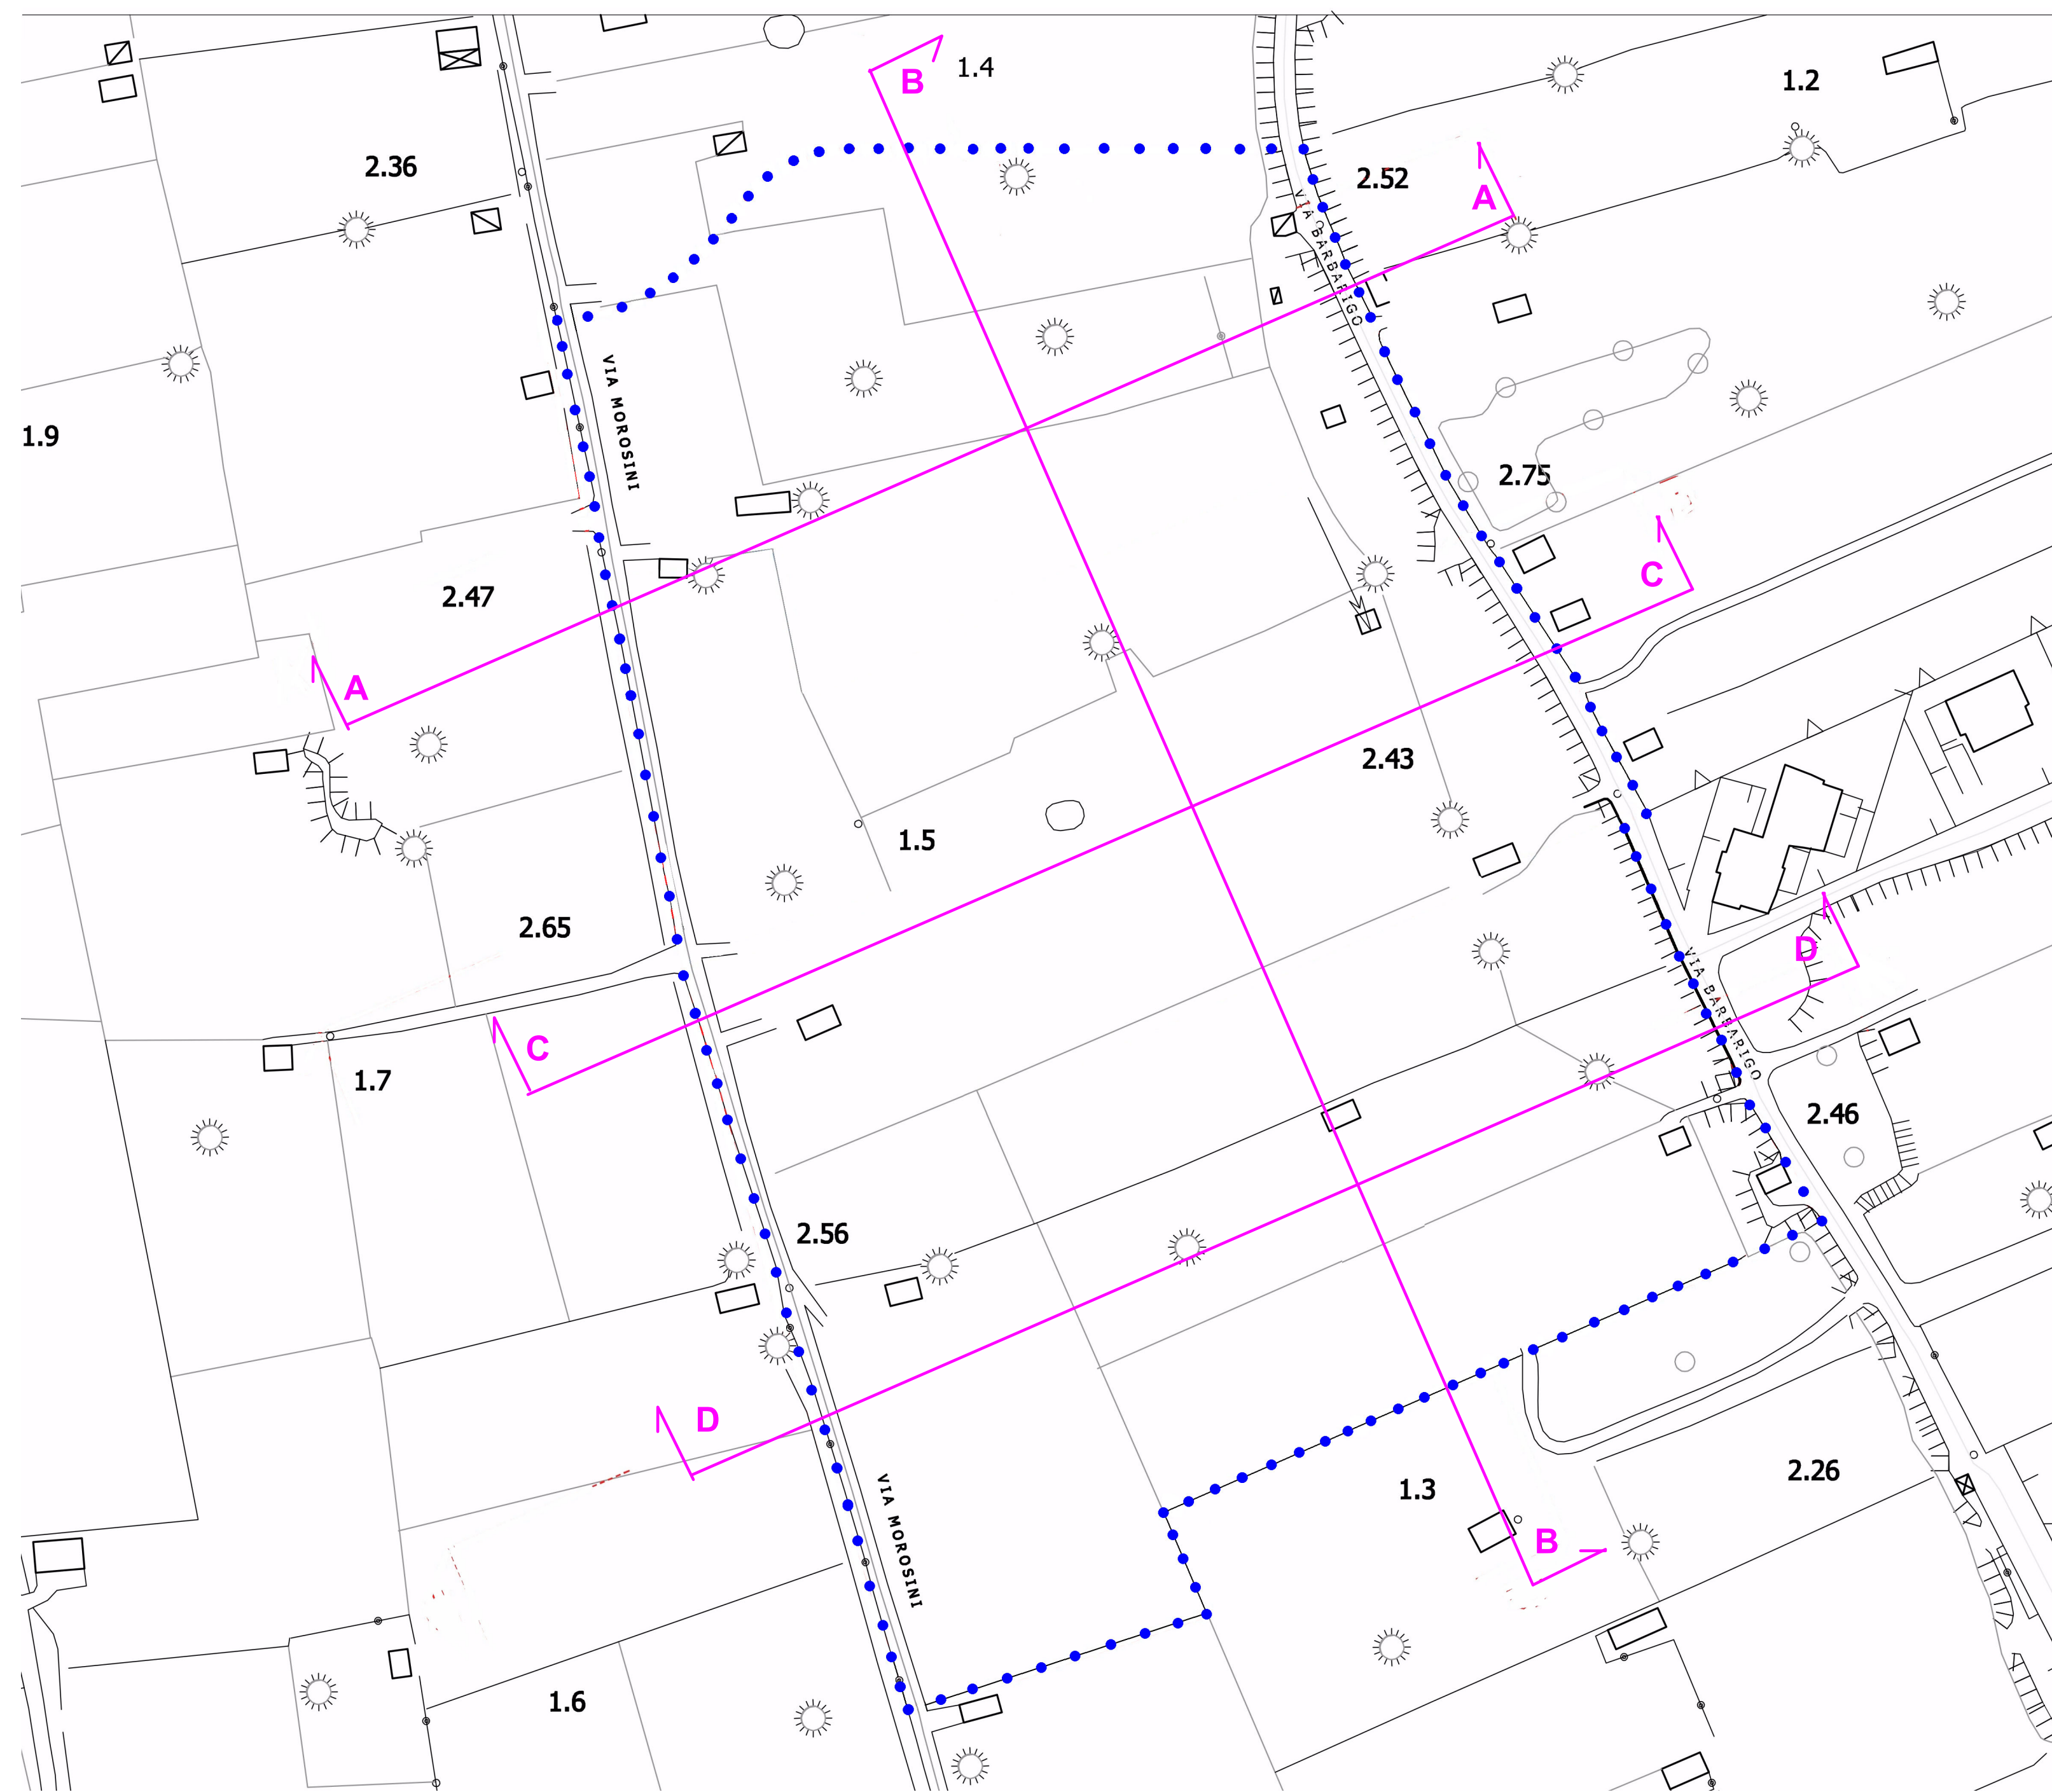 B
1.4
1.2
2.36
2.52
A
VIA BARBARIGO
VIA MOROSINI
1.9
2.75
2.47
C
A
2.43
1.5
2.65
D
VIA BARBARIGO
C
1.7
2.46
2.56
D
1.3
2.26
VIA MOROSINI
B
1.6